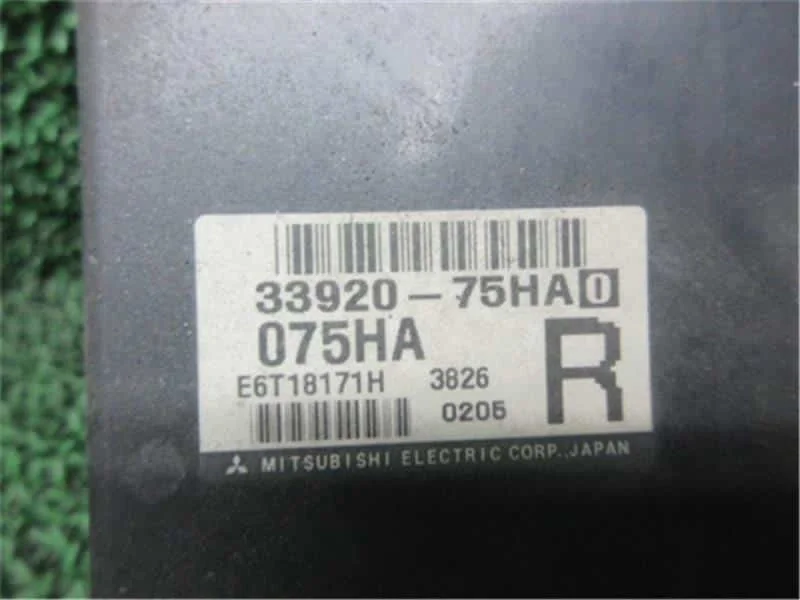 33920-75HA0
075HA
R
E6T18171H 3826
0205
MITSUBISHI ELECTRIC CORP., JAPAN